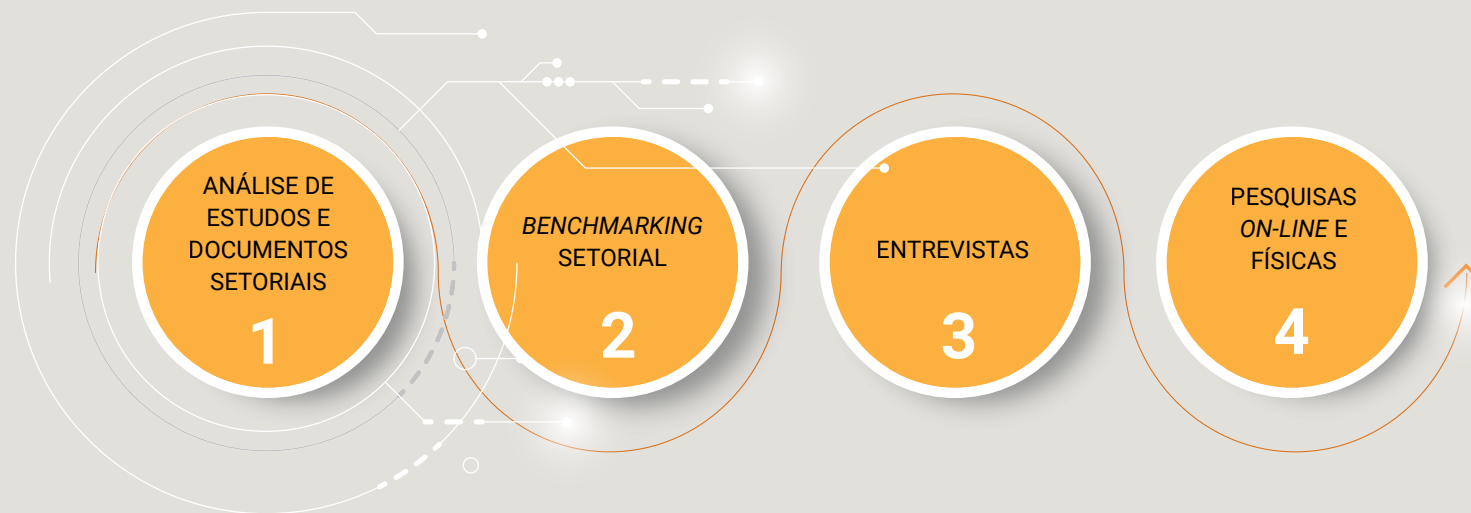 ANÁLISE DE
ESTUDOS E
DOCUMENTOS
SETORIAIS
1
BENCHMARKING
SETORIAL
2
ENTREVISTAS
3
PESQUISAS
ON-LINE E
FÍSICAS
4